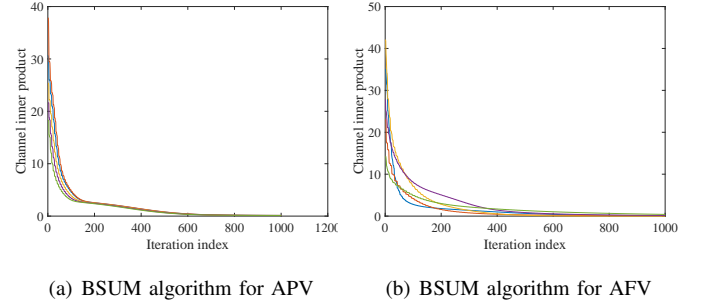 40
30
20
10
0
Channel inner product
0 200 400 600 800 1000 120
Iteration index
(a) BSUM algorithm for APV
50
40
30
20
10
0
Channel inner product
0 200 400 600 800 1000
Iteration index
(b) BSUM algorithm for AFV